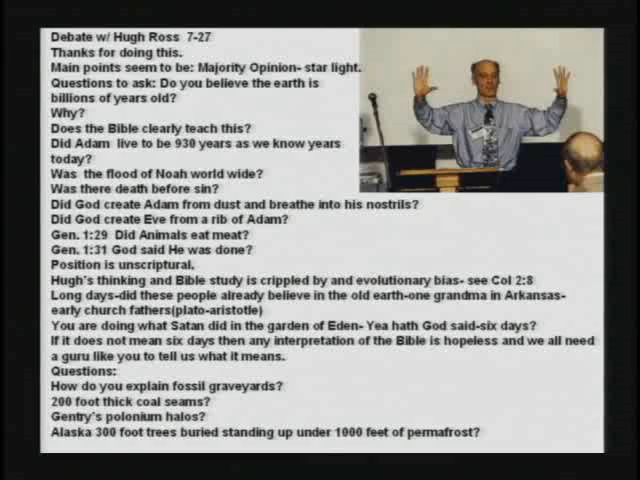 Debate w/ Hugh Ross 7-27
Thanks for doing this.
Main points seem to be: Majority Opinion- star light.
Questions to ask: Do you believe the earth is
billions of years old?
Why?
Does the Bible clearly teach this?
Did Adam live to be 930 years as we know years
today?
Was the flood of Noah world wide?
Was there death before sin?
Did God create Adam from dust and breathe into his nostrils?
Did God create Eve from a rib of Adam?
Gen. 1:29 Did Animals eat meat?
Gen. 1:31 God said He was done?
Position is unscriptural.
Hugh's thinking and Bible study is crippled by and evolutionary bias- see Col 2:8
Long days-did these people already believe in the old earth-one grandma in Arkansas-
early church fathers(plato-aristotle)
You are doing what Satan did in the garden of Eden- Yea hath God said-six days?
If it does not mean six days then any interpretation of the Bible is hopeless and we all need
a guru like you to tell us what it means.
Questions:
How do you explain fossil graveyards?
200 foot thick coal seams?
Gentry's polonium halos?
Alaska 300 foot trees buried standing up under 1000 feet of permafrost?